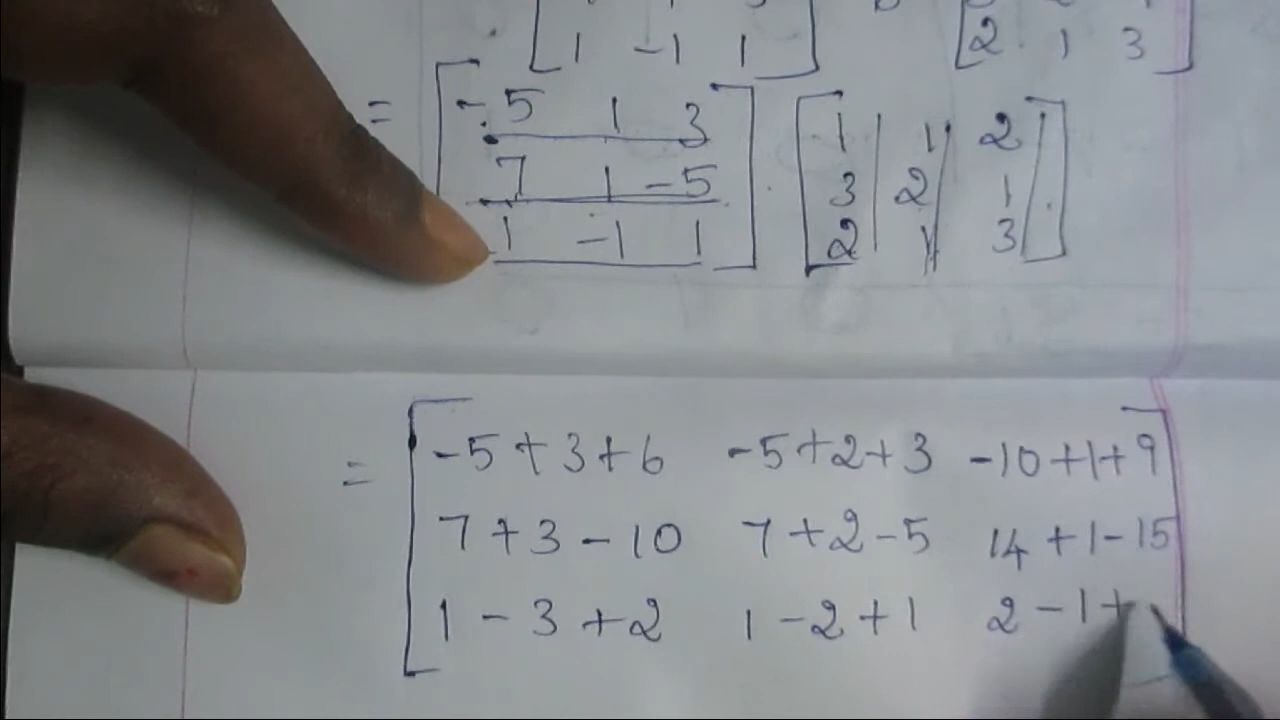 1 -1 1 2 1 3
= -5 1 3 1 1 2
7 1 -5 3 2 1
1 -1 1 2 1 3
= -5+3+6 -5+2+3 -10+1+9
7+3-10 7+2-5 14+1-15
1-3+2 1-2+1 2-1+